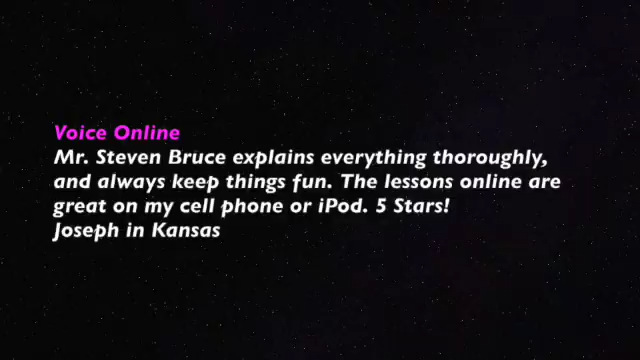 Voice Online
Mr. Steven Bruce explains everything thoroughly,
and always keep things fun. The lessons online are
great on my cell phone or iPod. 5 Stars!
Joseph in Kansas